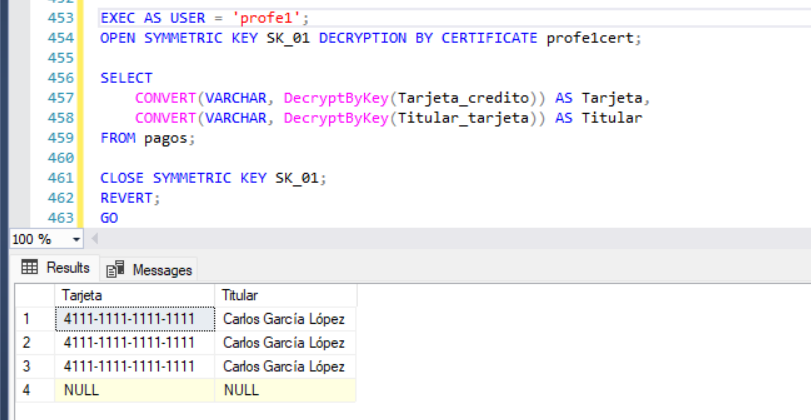 453 EXEC AS USER = 'profe1';
454 OPEN SYMMETRIC KEY SK_01 DECRYPTION BY CERTIFICATE profe1cert;
455
456 SELECT
457 CONVERT(VARCHAR, DecryptByKey(Tarjeta_credito)) AS Tarjeta,
458 CONVERT(VARCHAR, DecryptByKey(Titular_tarjeta)) AS Titular
459 FROM pagos;
460
461 CLOSE SYMMETRIC KEY SK_01;
462 REVERT;
463 GO
100 %
Results Messages
Tarjeta Titular
1 4111-1111-1111-1111 Carlos García López
2 4111-1111-1111-1111 Carlos García López
3 4111-1111-1111-1111 Carlos García López
4 NULL NULL